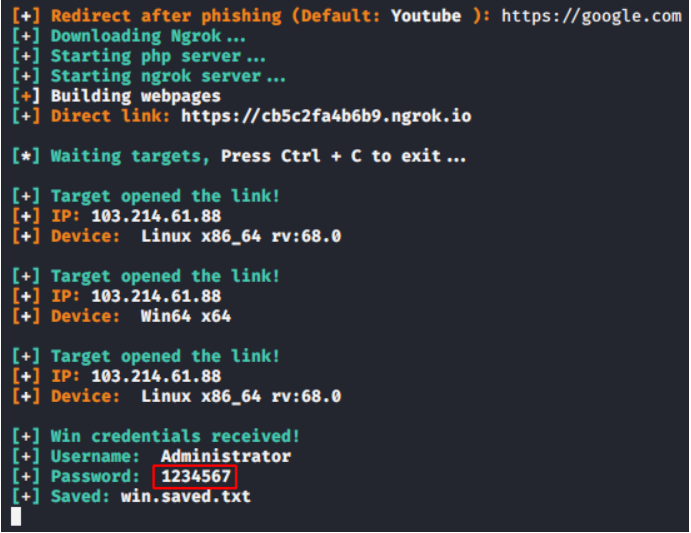 [+] Redirect after phishing (Default: Youtube ): https://google.com
[+] Downloading Ngrok...
[+] Starting php server...
[+] Starting ngrok server...
[+] Building webpages
[+] Direct link: https://cb5c2fa4b6b9.ngrok.io
[*] Waiting targets, Press Ctrl + C to exit...
[+] Target opened the link!
[+] IP: 103.214.61.88
[+] Device: Linux x86_64 rv:68.0
[+] Target opened the link!
[+] IP: 103.214.61.88
[+] Device: Win64 x64
[+] Target opened the link!
[+] IP: 103.214.61.88
[+] Device: Linux x86_64 rv:68.0
[+] Win credentials received!
[+] Username: Administrator
[+] Password: 1234567
[+] Saved: win.saved.txt